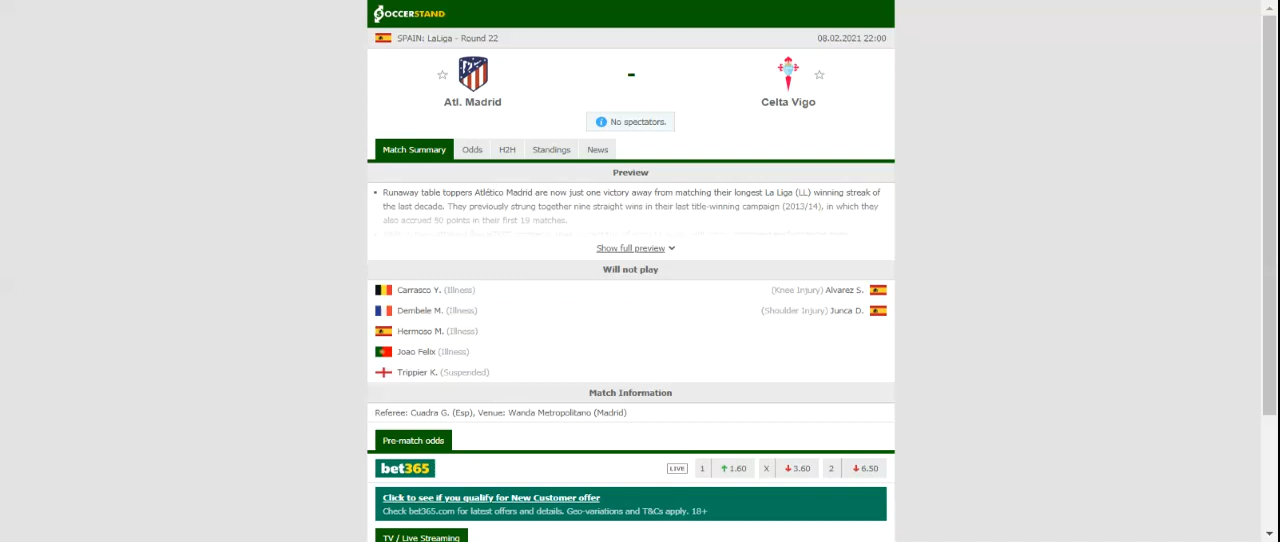 SOCCERSTAND
SPAIN: LaLiga - Round 22 08.02.2021 22:00
-
Atl. Madrid Celta Vigo
No spectators.
Match Summary Odds H2H Standings News
Preview
Runaway table toppers Atlético Madrid are now just one victory away from matching their longest La Liga (LL) winning streak of
the last decade. They previously strung together nine straight wins in their last title-winning campaign (2013/14), in which they
also accrued 50 points in their first 19 matches.
Show full preview
Will not play
Carrasco Y. (Illness) (Knee Injury) Alvarez S.
Dembele M. (Illness) (Shoulder Injury) Junca D.
Hermoso M. (Illness)
Joao Felix (Illness)
Trippier K. (Suspended)
Match Information
Referee: Cuadra G. (Esp), Venue: Wanda Metropolitano (Madrid)
Pre-match odds
bet365 LIVE 1 1.60 X 3.60 2 6.50
Click to see if you qualify for New Customer offer
Check bet365.com for latest offers and details. Geo-variations and T&Cs apply. 18+
TV / Live Streaming